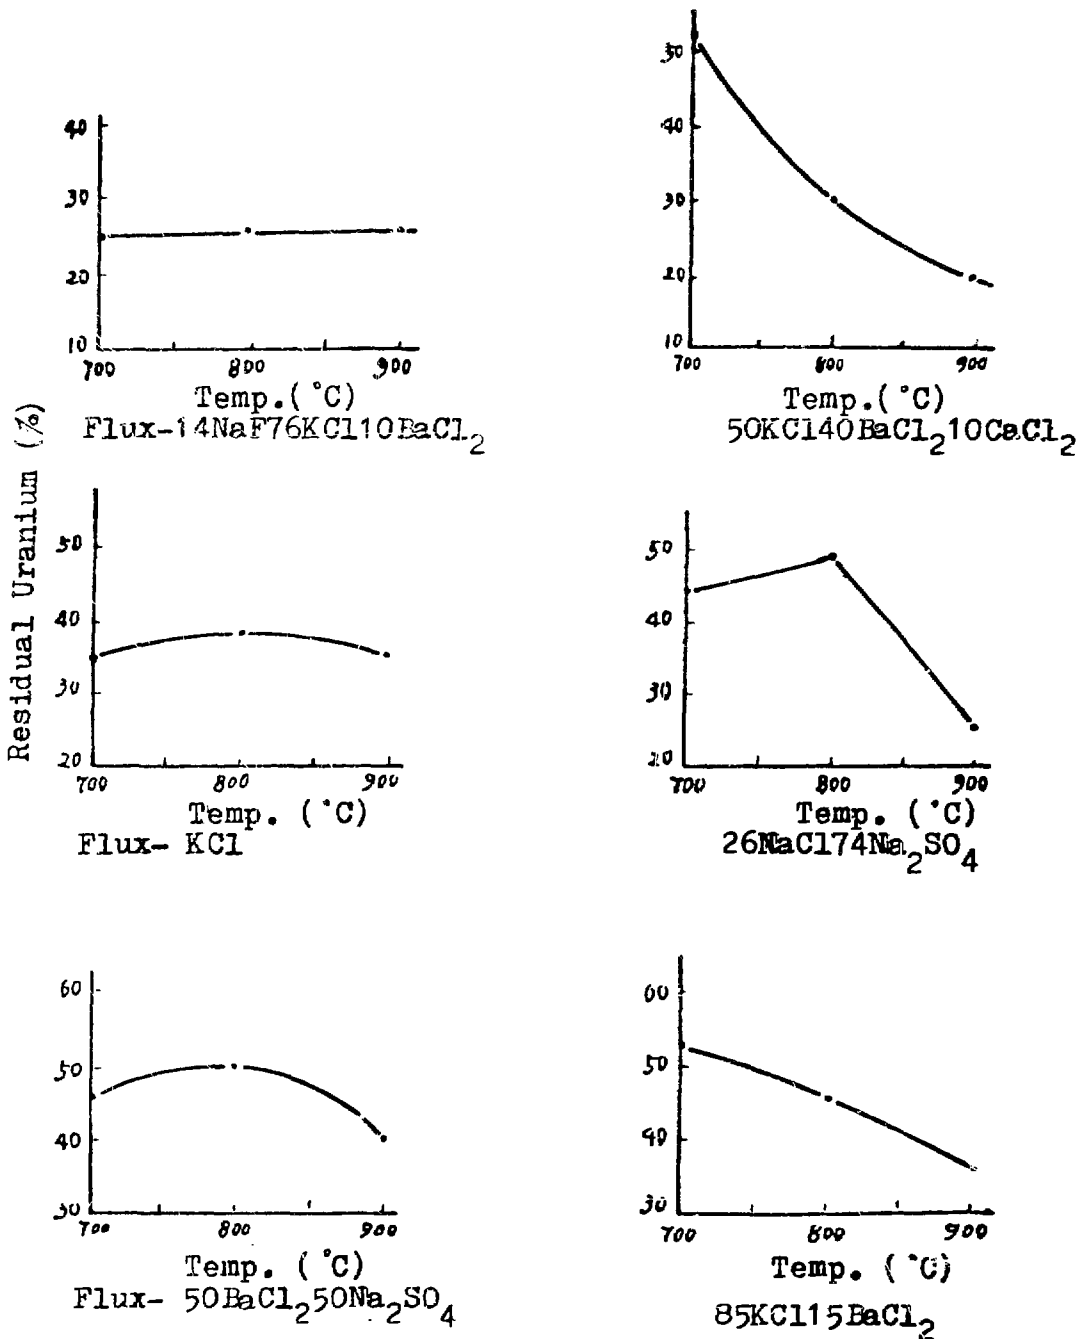 Residual Uranium (%)
40
30
20
10
700 800 900
Temp.(°C)
Flux-14NaF76KCl10BaCl2
50
40
30
20
10
700 800 900
Temp.(°C)
50KCl40BaCl210CaCl2
50
40
30
20
700 800 900
Temp. (°C)
Flux- KCl
50
40
30
20
700 800 900
Temp. (°C)
26NaCl74Na2SO4
60
50
40
30
700 800 900
Temp. (°C)
Flux- 50BaCl250Na2SO4
60
50
40
30
700 800 900
Temp. (°C)
85KCl15BaCl2